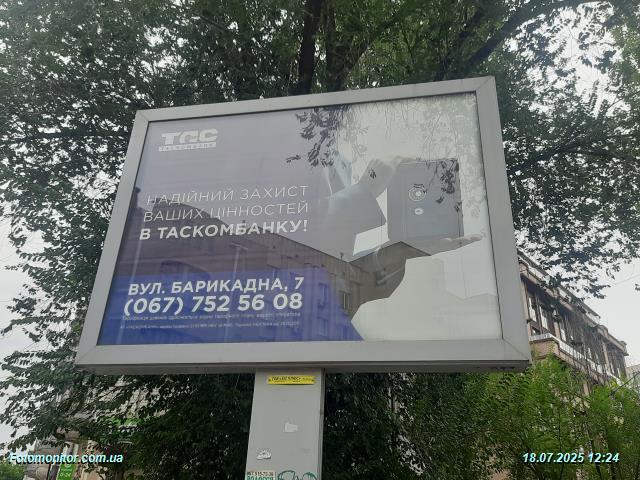 ТАС
ТАСКОМБАНК
НАДІЙНИЙ ЗАХИСТ
ВАШИХ ЦІННОСТЕЙ
В ТАСКОМБАНКУ!
ВУЛ. БАРИКАДНА, 7
(067) 752 56 08
Fotomonitor.com.ua
18.07.2025 12:24